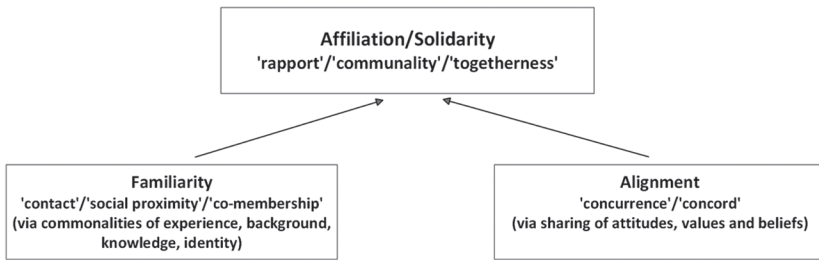 Affiliation/Solidarity
'rapport'/'communality'/'togetherness'
Familiarity
'contact'/'social proximity'/'co-membership'
(via commonalities of experience, background,
knowledge, identity)
Alignment
'concurrence'/'concord'
(via sharing of attitudes, values and beliefs)